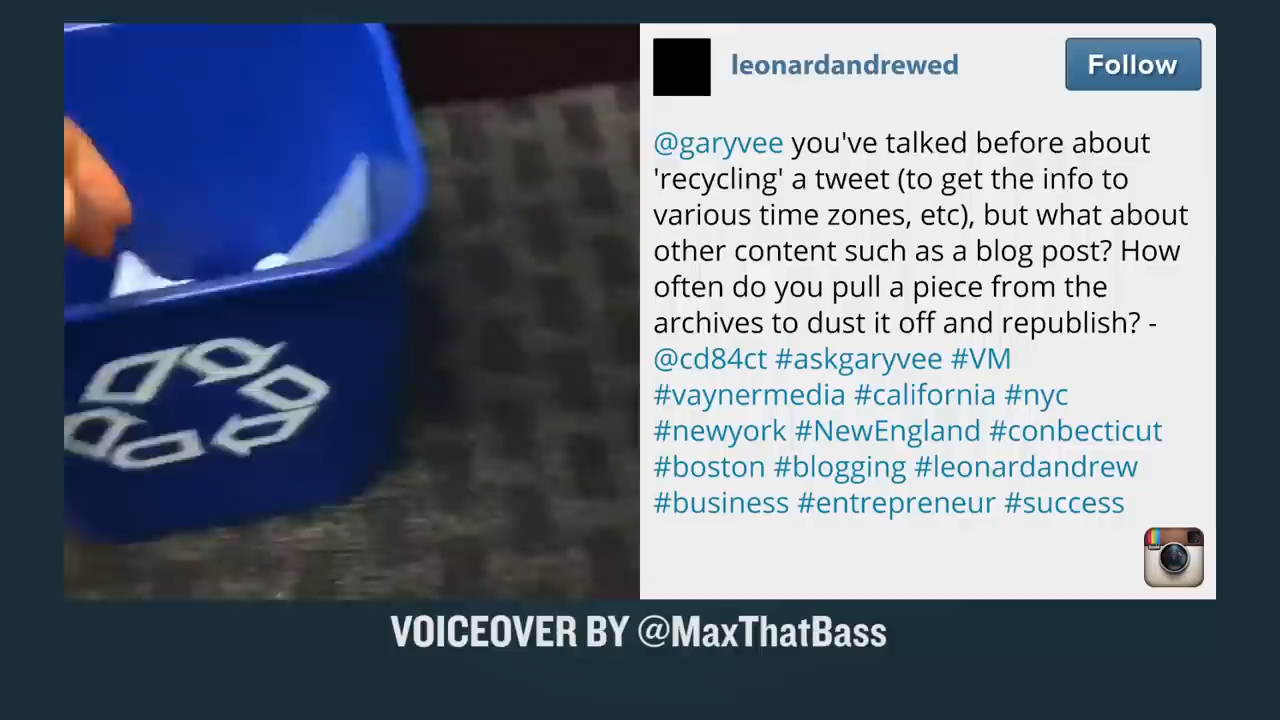 leonardandrewed
Follow
@garyvee you've talked before about
'recycling' a tweet (to get the info to
various time zones, etc), but what about
other content such as a blog post? How
often do you pull a piece from the
archives to dust it off and republish? -
@cd84ct #askgaryvee #VM
#vaynermedia #california #nyc
#newyork #NewEngland #conbecticut
#boston #blogging #leonardandrew
#business #entrepreneur #success
VOICEOVER BY @MaxThatBass